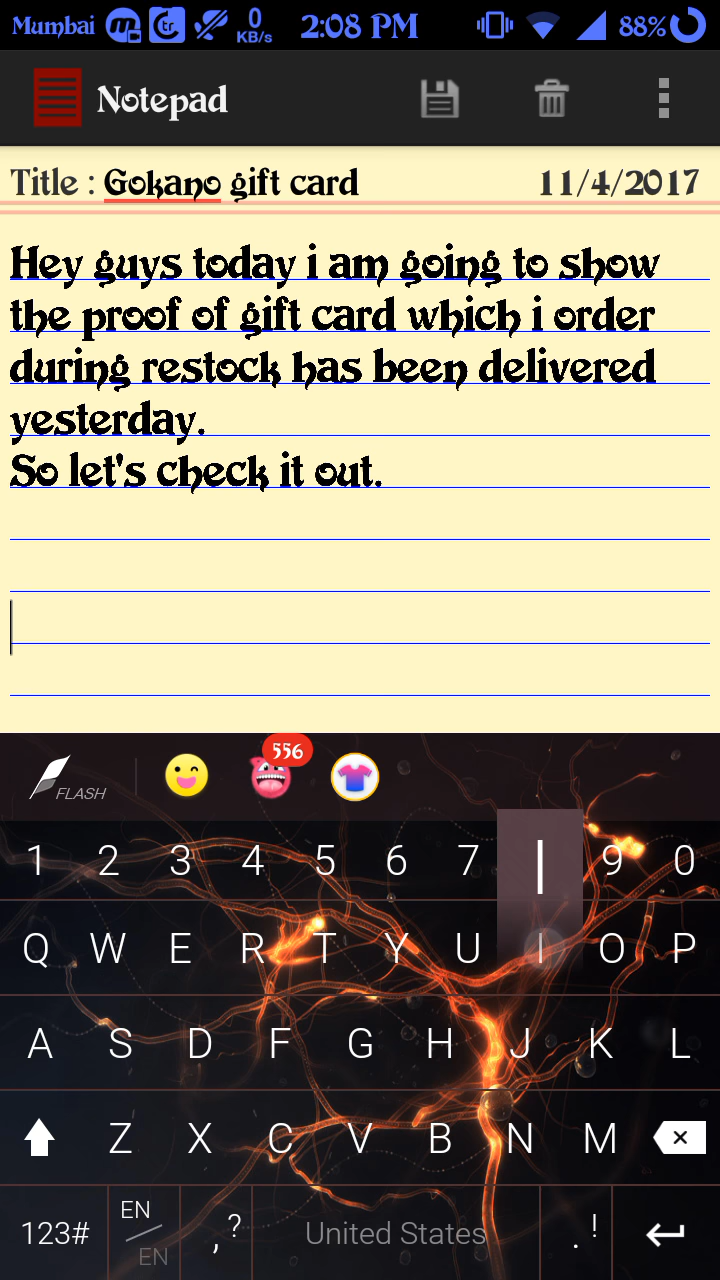 Mumbai 0 KB/s 2:08 PM 88%
Notepad
Title : Gokano gift card 11/4/2017
Hey guys today i am going to show
the proof of gift card which i order
during restock has been delivered
yesterday.
So let's check it out.
FLASH 556
1 2 3 4 5 6 7 I 9 0
Q W E R T Y U I O P
A S D F G H J K L
Z X C V B N M
123# EN EN , ? United States . !